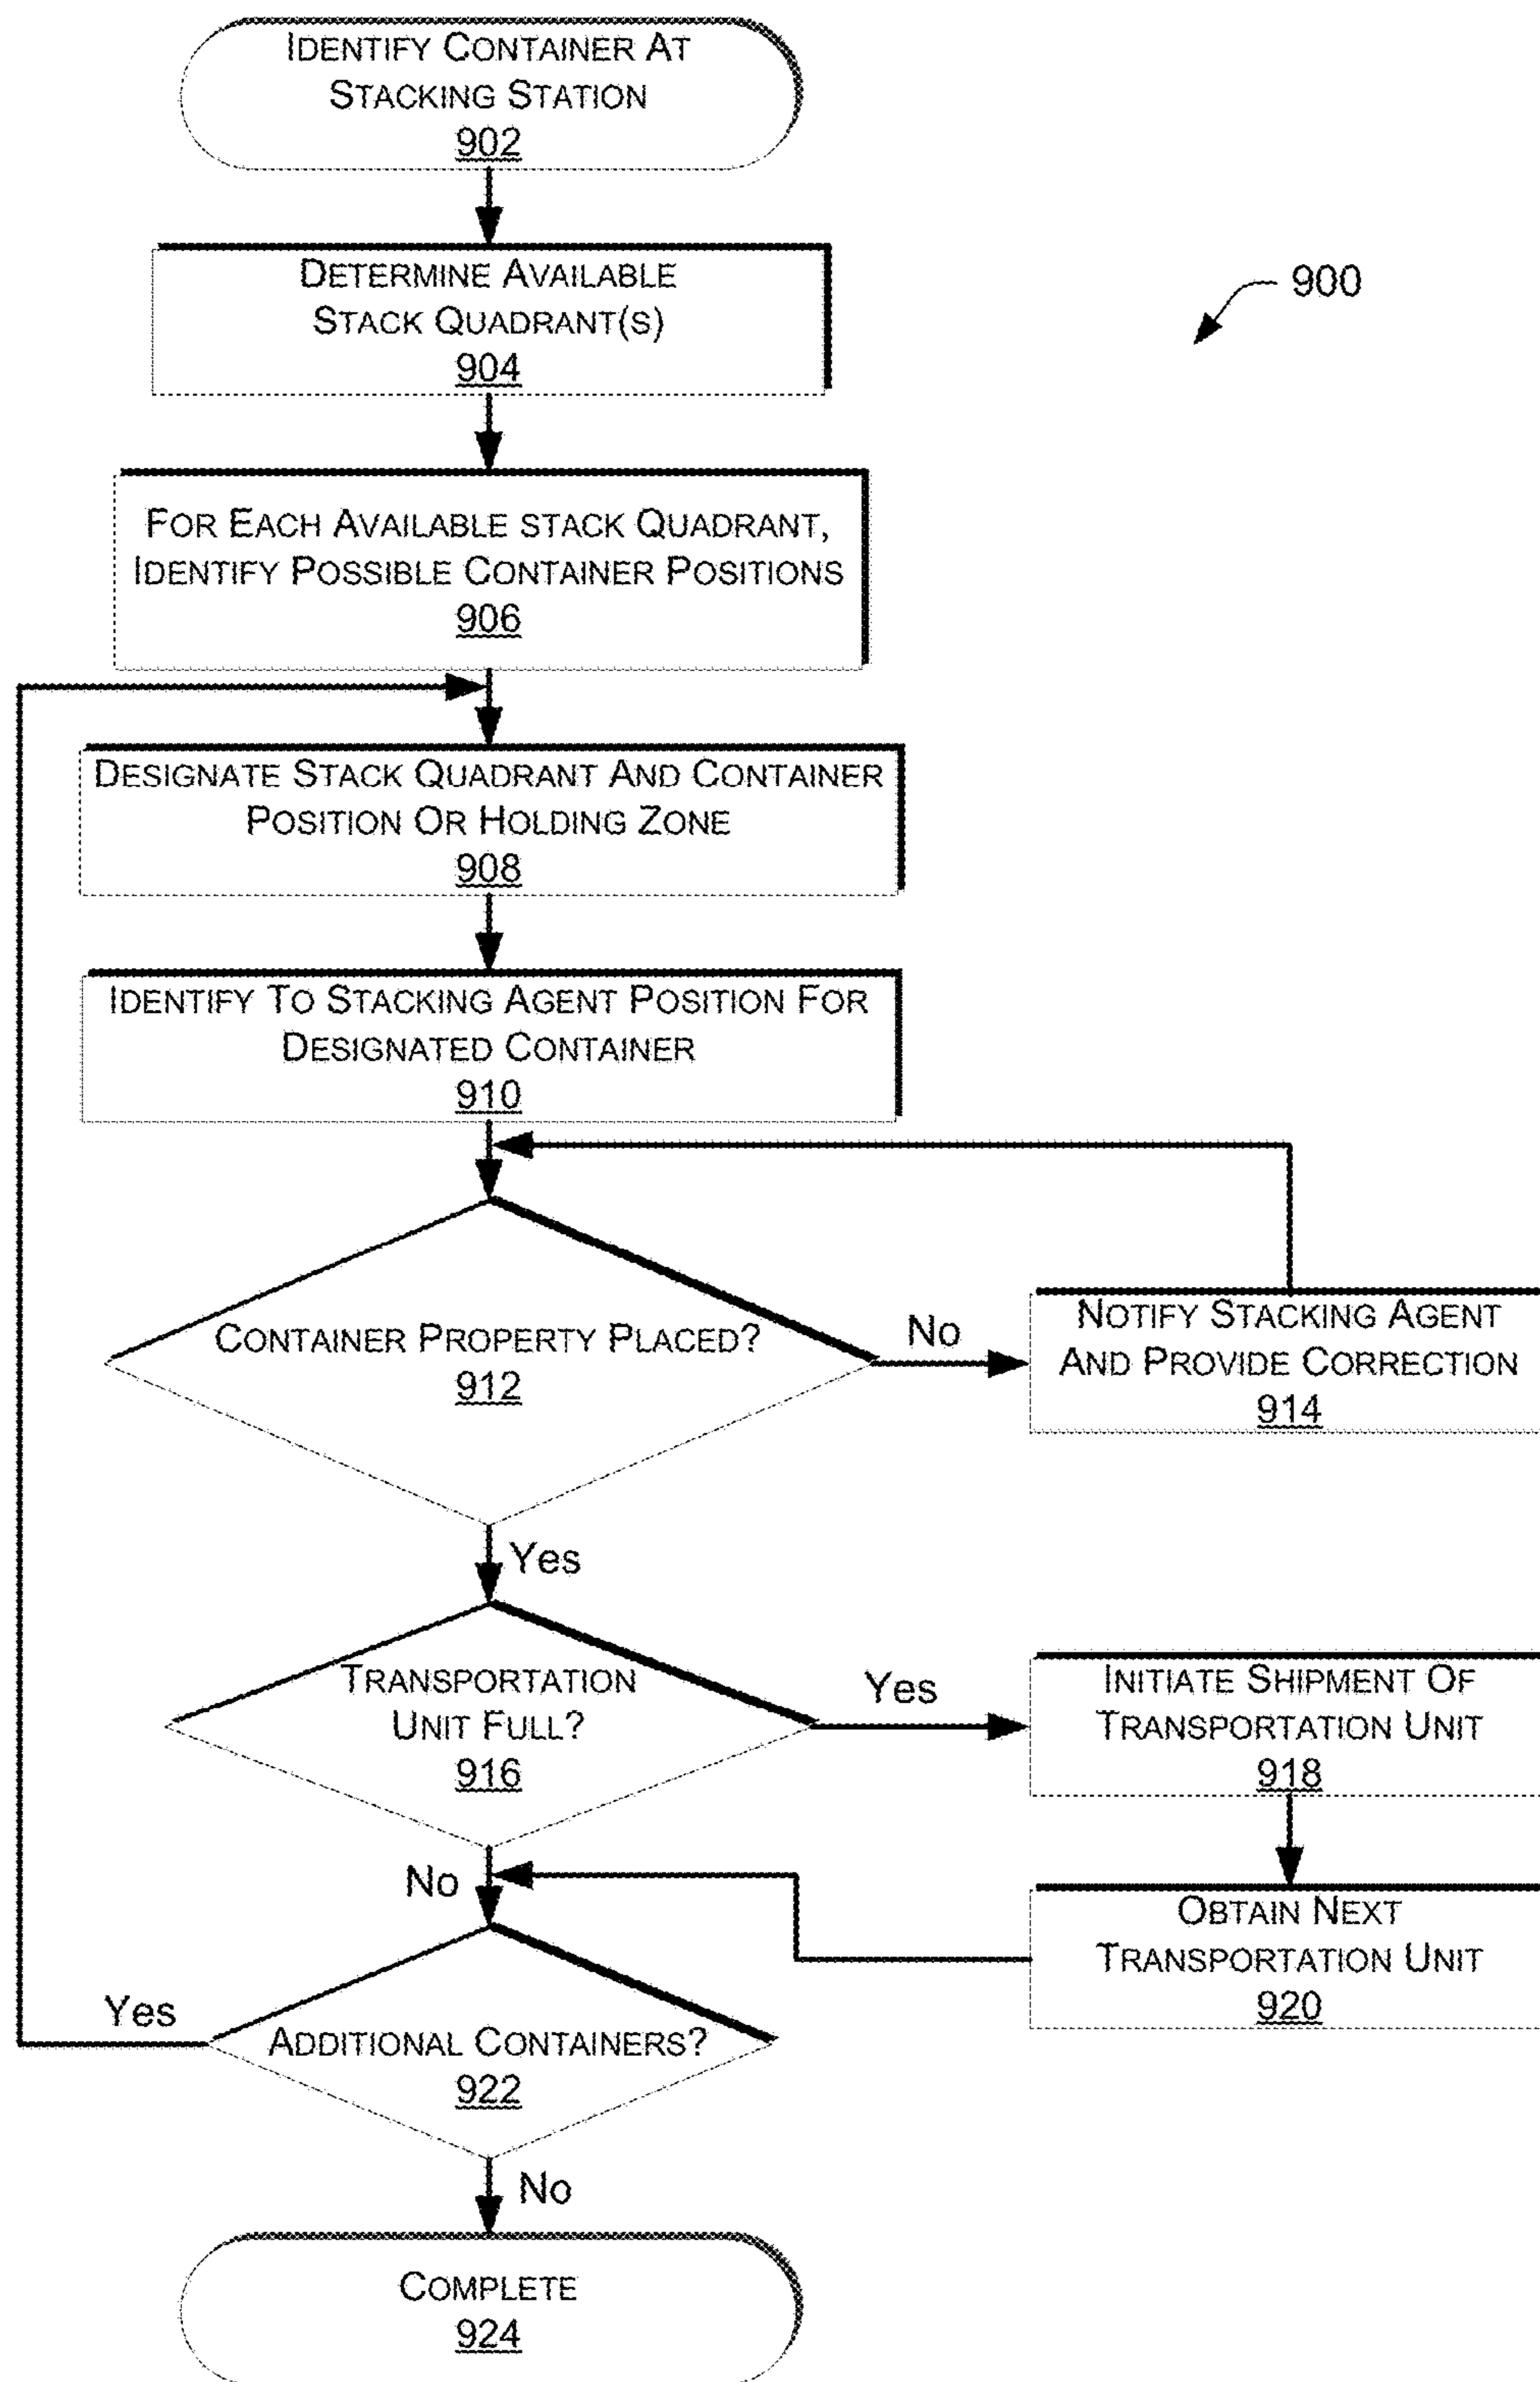 IDENTIFY CONTAINER AT
STACKING STATION
902
DETERMINE AVAILABLE
STACK QUADRANT(S)
904
900
FOR EACH AVAILABLE STACK QUADRANT,
IDENTIFY POSSIBLE CONTAINER POSITIONS
906
DESIGNATE STACK QUADRANT AND CONTAINER
POSITION OR HOLDING ZONE
908
IDENTIFY TO STACKING AGENT POSITION FOR
DESIGNATED CONTAINER
910
CONTAINER PROPERTY PLACED?
912
No
NOTIFY STACKING AGENT
AND PROVIDE CORRECTION
914
Yes
TRANSPORTATION
UNIT FULL?
916
Yes
INITIATE SHIPMENT OF
TRANSPORTATION UNIT
918
No
OBTAIN NEXT
TRANSPORTATION UNIT
920
Yes
ADDITIONAL CONTAINERS?
922
No
COMPLETE
924